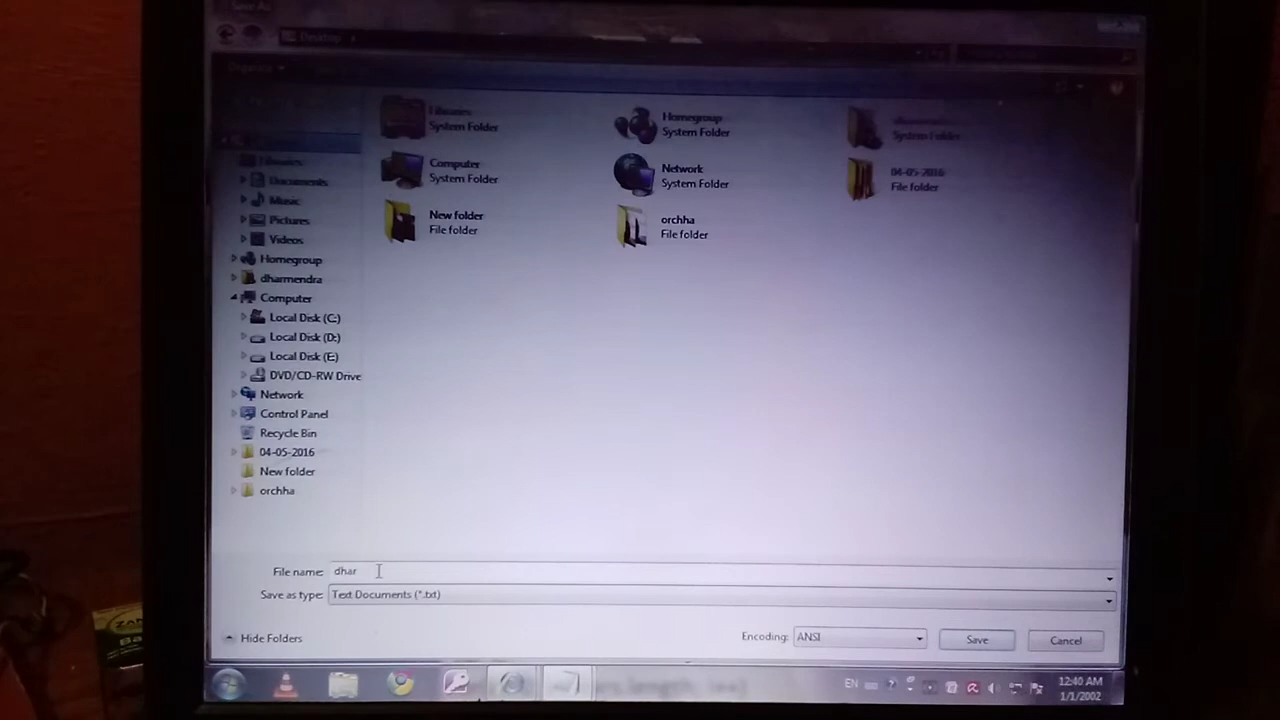 Save As
Desktop
Organize
Libraries
System Folder
Homegroup
System Folder
System Folder
Computer
System Folder
Network
System Folder
04-05-2016
File folder
New folder
File folder
orchha
File folder
Libraries
Documents
Music
Pictures
Videos
Homegroup
dharmendra
Computer
Local Disk (C:)
Local Disk (D:)
Local Disk (E:)
DVD/CD-RW Drive
Network
Control Panel
Recycle Bin
04-05-2016
New folder
orchha
File name: dhar
Save as type: Text Documents (*.txt)
Hide Folders
Encoding: ANSI
Save
Cancel
EN
12:40 AM
1/1/2002